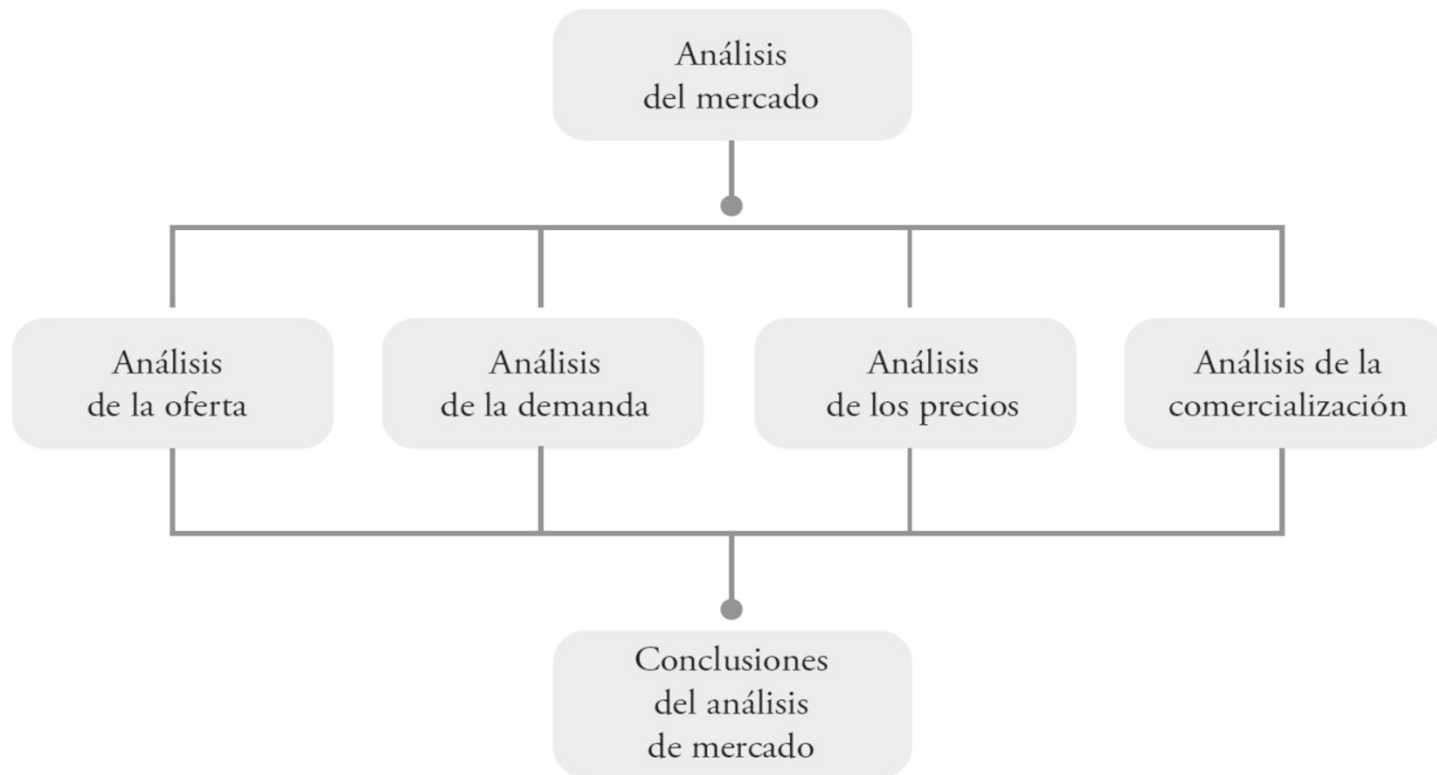 Análisis
del mercado
Análisis
de la oferta
Análisis
de la demanda
Análisis
de los precios
Análisis de la
comercialización
Conclusiones
del análisis
de mercado